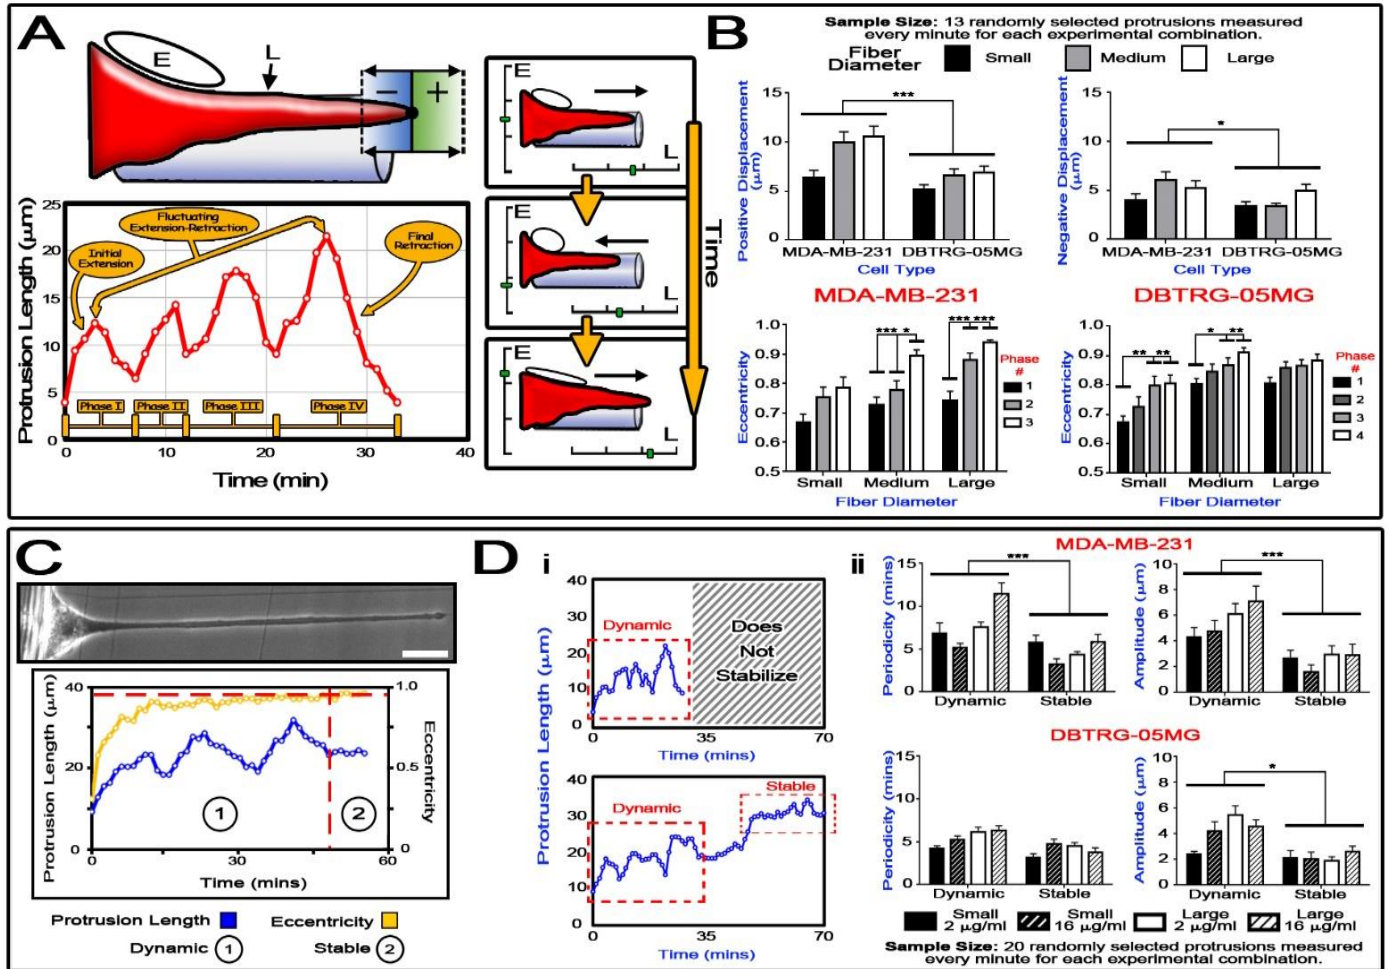 A
E
L
− +
Protrusion Length (μm)
25
20
15
10
5
0
Initial
Extension
Fluctuating
Extension-Retraction
Final
Retraction
Phase I
Phase II
Phase III
Phase IV
0 10 20 30 40
Time (min)
E
L
E
L
E
L
Time
B
Sample Size: 13 randomly selected protrusions measured
every minute for each experimental combination.
Fiber
Diameter
Small
Medium
Large
Positive Displacement
(μm)
15
10
5
0
***
MDA-MB-231 DBTRG-05MG
Cell Type
Negative Displacement
(μm)
15
10
5
0
*
MDA-MB-231 DBTRG-05MG
Cell Type
MDA-MB-231
Eccentricity
1.0
0.9
0.8
0.7
0.6
0.5
*** *
*** ***
Small Medium Large
Fiber Diameter
Phase
#
1
2
3
DBTRG-05MG
Eccentricity
1.0
0.9
0.8
0.7
0.6
0.5
** **
* **
Small Medium Large
Fiber Diameter
Phase
#
1
2
3
4
C
Protrusion Length (μm)
40
20
0
1.0
0.5
0
Eccentricity
1
2
0 30 60
Time (mins)
Protrusion Length
Eccentricity
Dynamic 1
Stable 2
D
i
Protrusion Length (μm)
40
30
20
10
0
Dynamic
Does
Not
Stabilize
0 35 70
Time (mins)
40
30
20
10
0
Dynamic
Stable
0 35 70
Time (mins)
ii
MDA-MB-231
Periodicity (mins)
15
10
5
0
***
Dynamic Stable
Amplitude (μm)
10
8
6
4
2
0
***
Dynamic Stable
DBTRG-05MG
Periodicity (mins)
15
10
5
0
Dynamic Stable
Amplitude (μm)
10
8
6
4
2
0
*
Dynamic Stable
Small
2 μg/ml
Small
16 μg/ml
Large
2 μg/ml
Large
16 μg/ml
Sample Size: 20 randomly selected protrusions measured
every minute for each experimental combination.